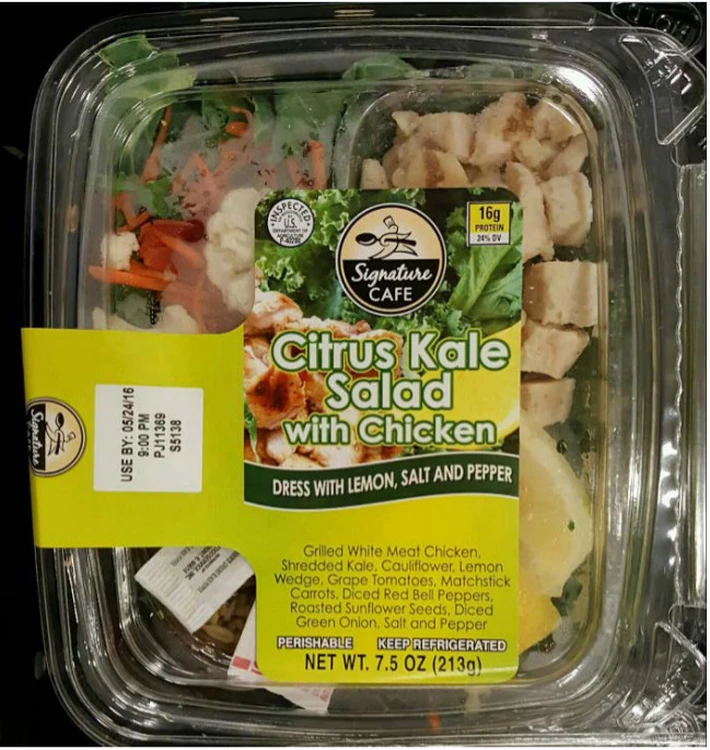 INSPECTED
U.S.
DEPARTMENT OF
AGRICULTURE
16g
PROTEIN
24% DV
Signature
CAFE
Citrus Kale
Salad
with Chicken
DRESS WITH LEMON, SALT AND PEPPER
Signature
USE BY: 05/24/16
9:00 PM
PJ11369
S5138
Grilled White Meat Chicken,
Shredded Kale, Cauliflower, Lemon
Wedge, Grape Tomatoes, Matchstick
Carrots, Diced Red Bell Peppers,
Roasted Sunflower Seeds, Diced
Green Onion, Salt and Pepper
PERISHABLE KEEP REFRIGERATED
NET WT. 7.5 OZ (213g)